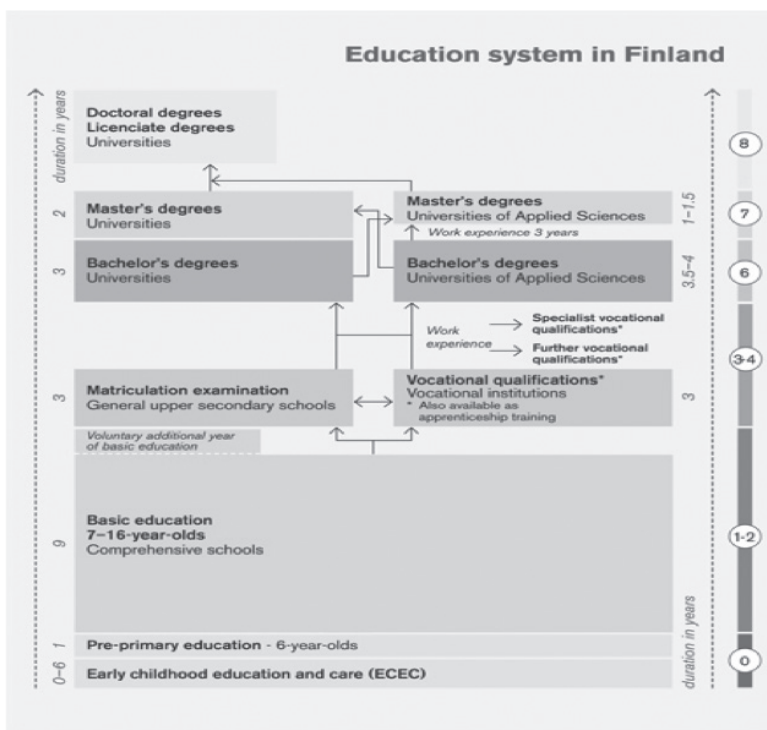 Education system in Finland
duration in years
Doctoral degrees
Licenciate degrees
Universities
8
2
Master's degrees
Universities
Master's degrees
Universities of Applied Sciences
1–1.5
7
Work experience 3 years
3
Bachelor's degrees
Universities
Bachelor's degrees
Universities of Applied Sciences
3.5–4
6
Work
experience
Specialist vocational
qualifications*
Further vocational
qualifications*
3-4
3
Matriculation examination
General upper secondary schools
Vocational qualifications*
Vocational institutions
* Also available as
apprenticeship training
3
Voluntary additional year
of basic education
9
Basic education
7–16-year-olds
Comprehensive schools
1-2
1
Pre-primary education - 6-year-olds
0–6
Early childhood education and care (ECEC)
duration in years
0